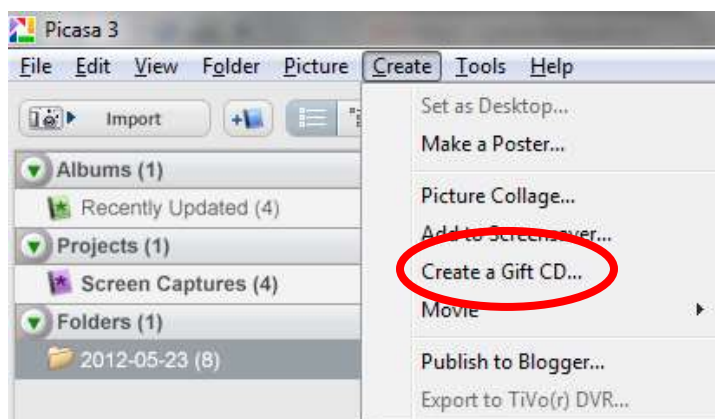 Picasa 3
File Edit View Folder Picture Create Tools Help
Import
Albums (1)
Recently Updated (4)
Projects (1)
Screen Captures (4)
Folders (1)
2012-05-23 (8)
Set as Desktop...
Make a Poster...
Picture Collage...
Add to Screensaver...
Create a Gift CD...
Movie
Publish to Blogger...
Export to TiVo(r) DVR...